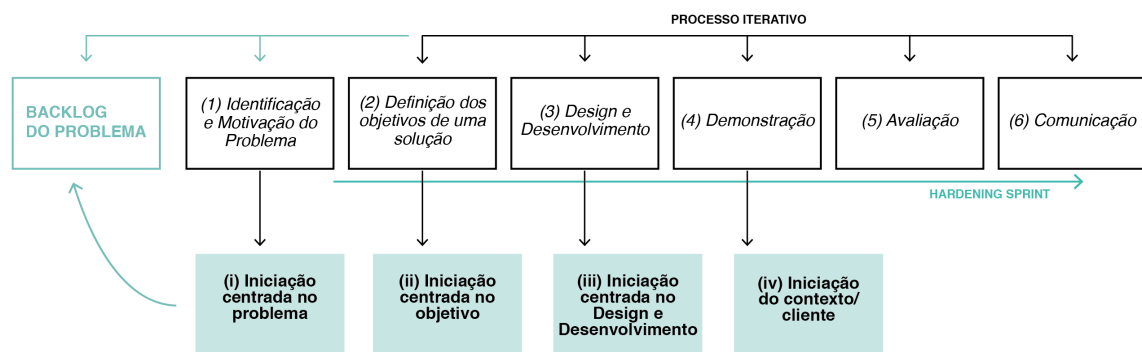 PROCESSO ITERATIVO
BACKLOG
DO PROBLEMA
(1) Identificação
e Motivação do
Problema
(2) Definição dos
objetivos de uma
solução
(3) Design e
Desenvolvimento
(4) Demonstração
(5) Avaliação
(6) Comunicação
HARDENING SPRINT
(i) Iniciação
centrada no
problema
(ii) Iniciação
centrada no
objetivo
(iii) Iniciação
centrada no
Design e
Desenvolvimento
(iv) Iniciação
do contexto/
cliente